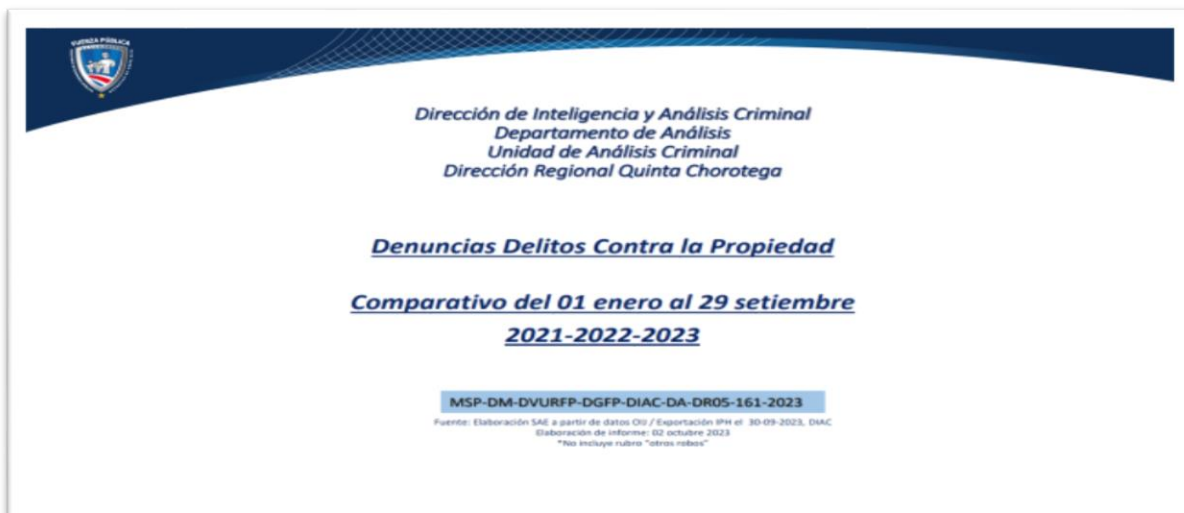 FUERZA PÚBLICA
Dirección de Inteligencia y Análisis Criminal
Departamento de Análisis
Unidad de Análisis Criminal
Dirección Regional Quinta Chorotega
Denuncias Delitos Contra la Propiedad
Comparativo del 01 enero al 29 setiembre
2021-2022-2023
MSP-DM-DVURFP-DGFP-DIAC-DA-DR05-161-2023
Fuente: Elaboración SAE a partir de datos OIJ / Exportación IPH el 30-09-2023, DIAC
Elaboración de informe: 02 octubre 2023
*No incluye rubro "otros robos"